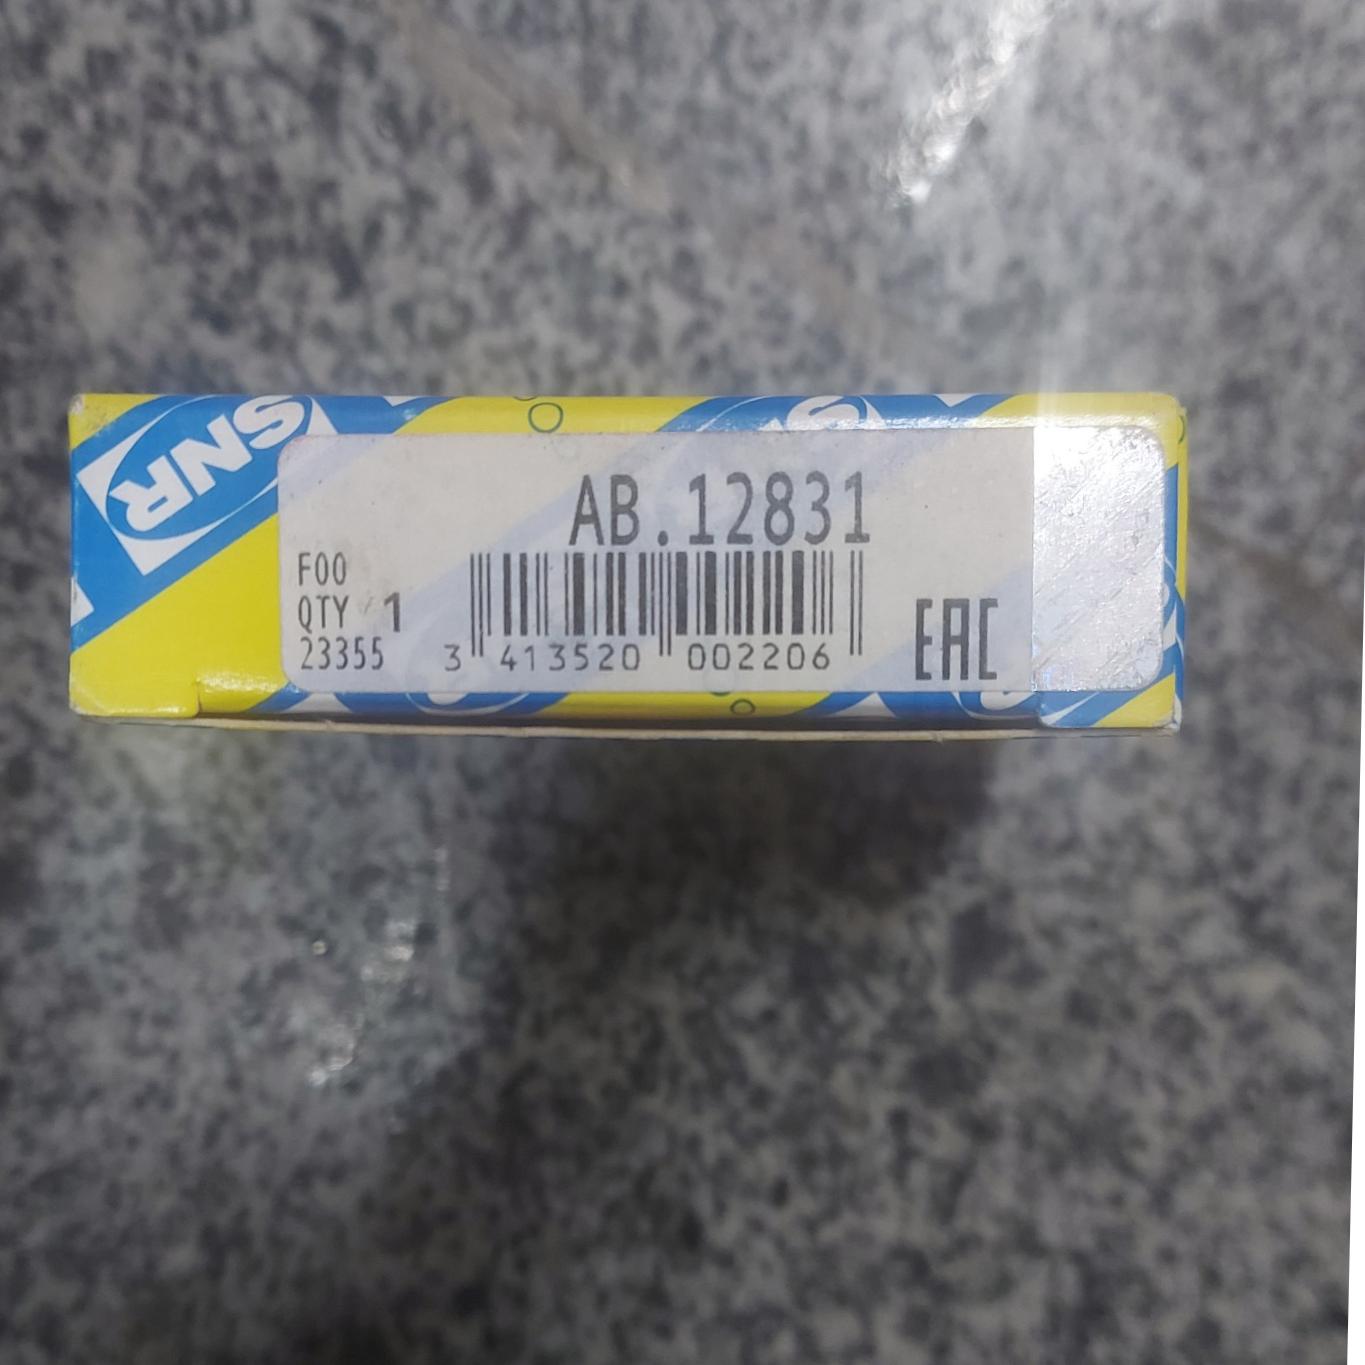 SNR
AB.12831
F00
QTY 1
23355
3 413520 002206
EAC